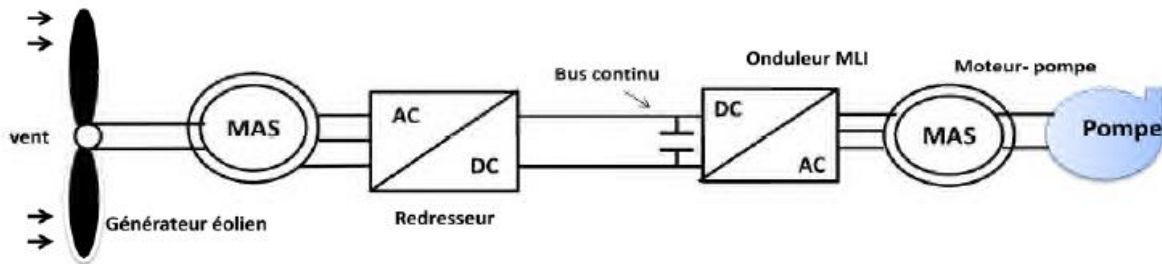 vent
Générateur éolien
MAS
AC
DC
Redresseur
Bus continu
Onduleur MLI
DC
AC
Moteur- pompe
MAS
Pompe